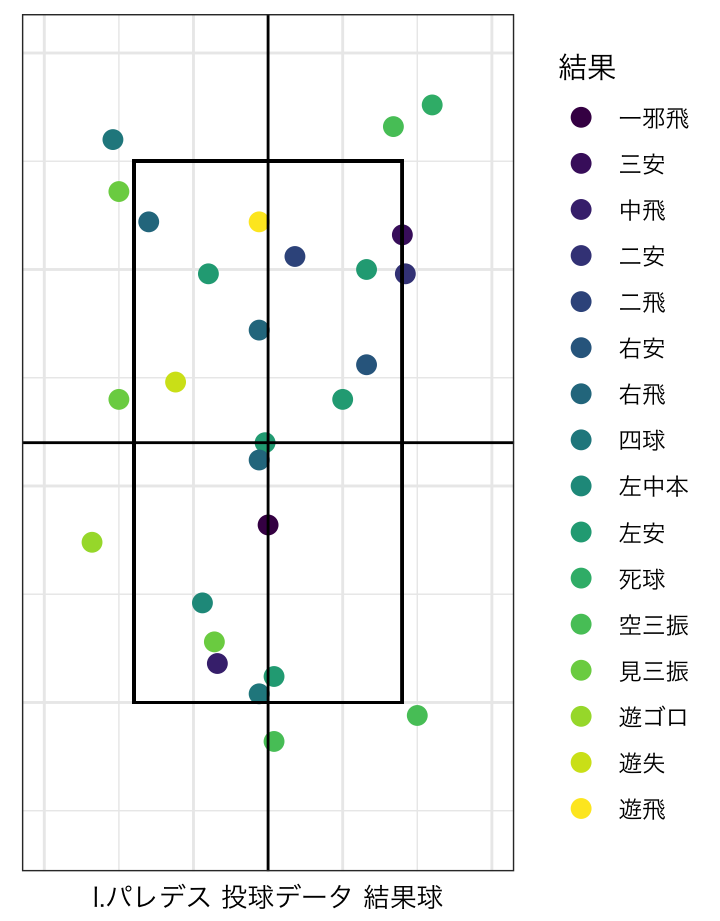 結果
一邪飛
三安
中飛
二安
二飛
右安
右飛
四球
左中本
左安
死球
空三振
見三振
遊ゴロ
遊失
遊飛
I.パレデス 投球データ 結果球